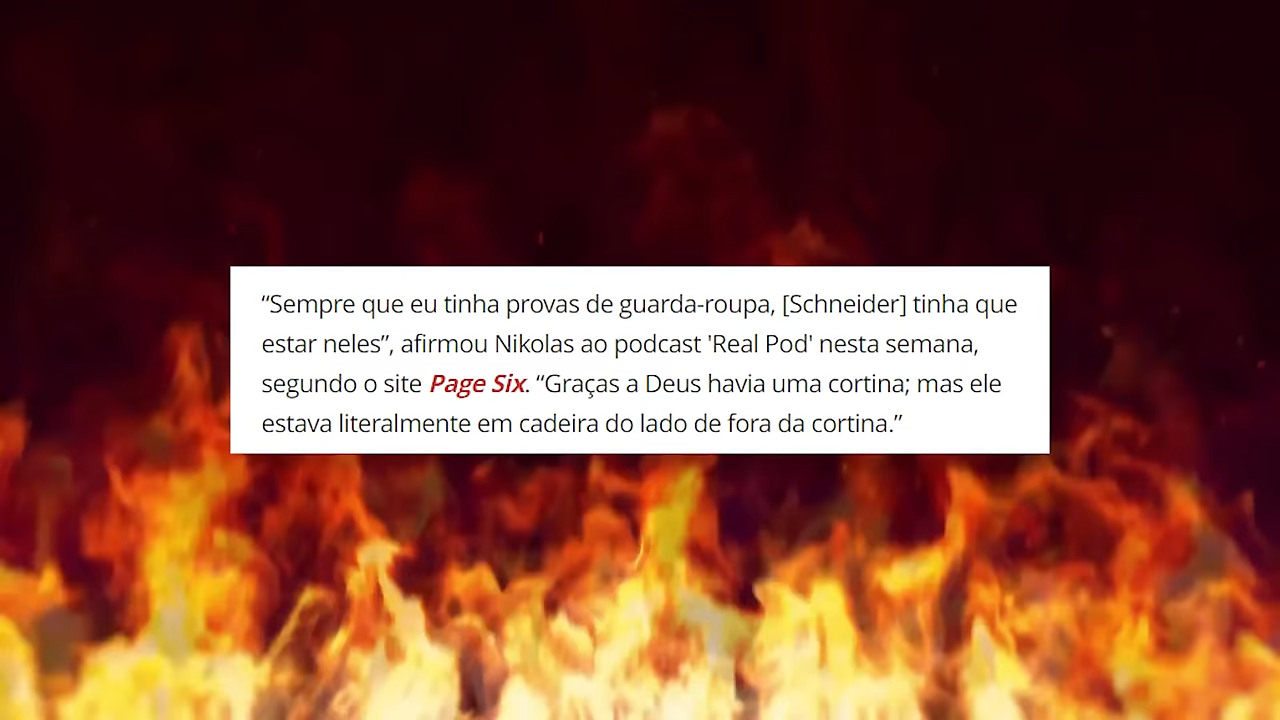 “Sempre que eu tinha provas de guarda-roupa, [Schneider] tinha que
estar neles”, afirmou Nikolas ao podcast 'Real Pod' nesta semana,
segundo o site Page Six. “Graças a Deus havia uma cortina; mas ele
estava literalmente em cadeira do lado de fora da cortina.”